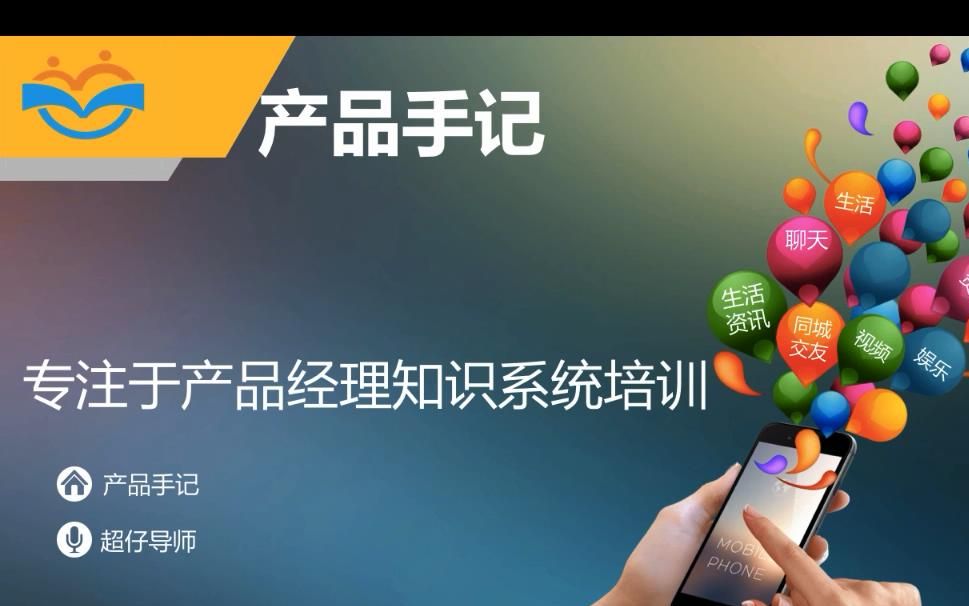 产品手记
生活
聊天
生活
资讯
同城
交友
视频
娱乐
专注于产品经理知识系统培训
产品手记
超仔导师
MOBILE
PHONE